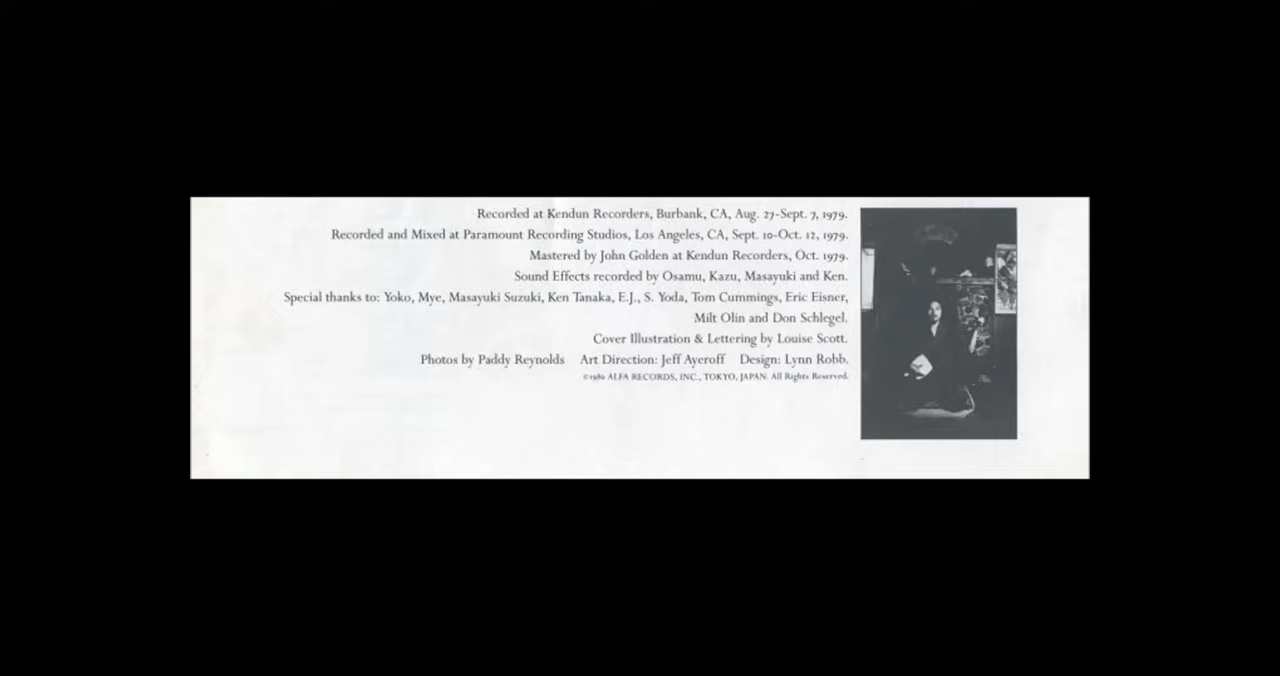 Recorded at Kendun Recorders, Burbank, CA, Aug. 27-Sept. 7, 1979.
Recorded and Mixed at Paramount Recording Studios, Los Angeles, CA, Sept. 10-Oct. 12, 1979.
Mastered by John Golden at Kendun Recorders, Oct. 1979.
Sound Effects recorded by Osamu, Kazu, Masayuki and Ken.
Special thanks to: Yoko, Mye, Masayuki Suzuki, Ken Tanaka, E.J., S. Yoda, Tom Cummings, Eric Eisner,
Milt Olin and Don Schlegel.
Cover Illustration & Lettering by Louise Scott.
Photos by Paddy Reynolds Art Direction: Jeff Ayeroff Design: Lynn Robb.
©1980 ALFA RECORDS, INC., TOKYO, JAPAN. All Rights Reserved.